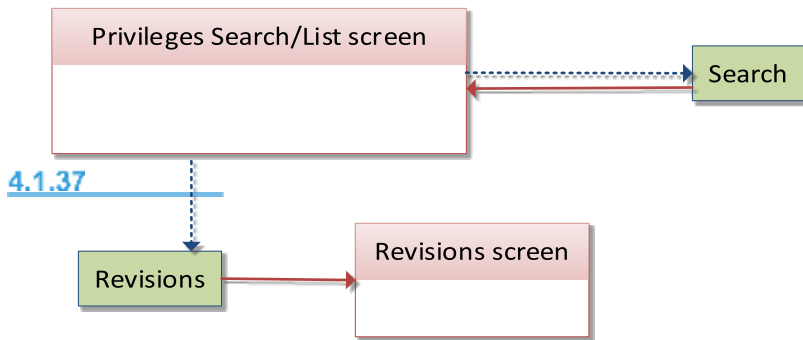 Privileges Search/List screen
Search
4.1.37
Revisions screen
Revisions